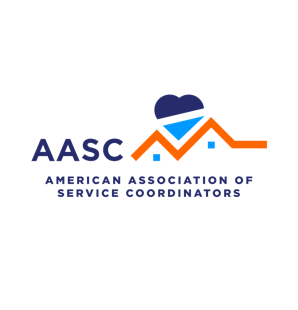 AASC
AMERICAN ASSOCIATION OF
SERVICE COORDINATORS